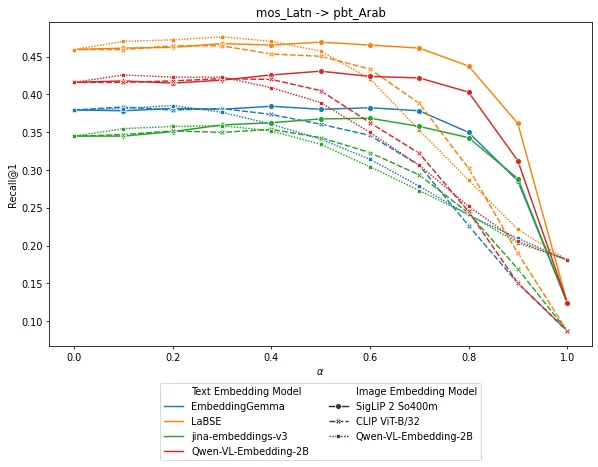 mos_Latn -> pbt_Arab
Recall@1
0.45
0.40
0.35
0.30
0.25
0.20
0.15
0.10
0.0 0.2 0.4 0.6 0.8 1.0
α
Text Embedding Model Image Embedding Model
EmbeddingGemma SigLIP 2 So400m
LaBSE CLIP ViT-B/32
jina-embeddings-v3 Qwen-VL-Embedding-2B
Qwen-VL-Embedding-2B